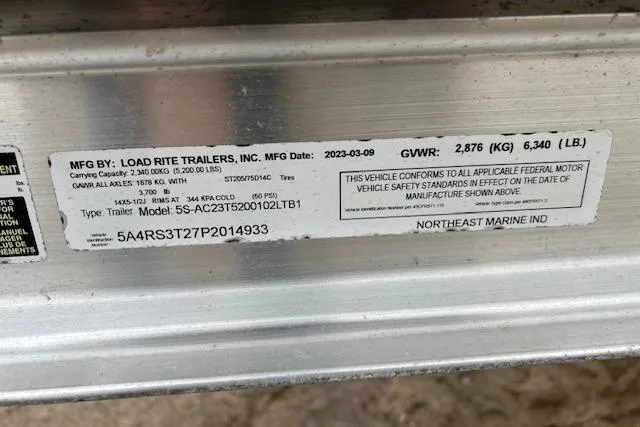 MFG BY: LOAD RITE TRAILERS, INC. MFG Date: 2023-03-09 GVWR: 2,876 (KG) 6,340 (LB.)
Carrying Capacity: 2,340.00KG (5,200.00 LBS)
GAWR ALL AXLES: 1678 KG. WITH ST205/75D14C Tires
3,700 lb
14X5-1/2J RIMS AT 344 KPA COLD (50 PSI)
Type: Trailer Model: 5S-AC23T5200102LTB1
Vehicle
Identification
5A4RS3T27P2014933
THIS VEHICLE CONFORMS TO ALL APPLICABLE FEDERAL MOTOR
VEHICLE SAFETY STANDARDS IN EFFECT ON THE DATE OF
MANUFACTURE SHOWN ABOVE.
NORTHEAST MARINE IND
MANUEL